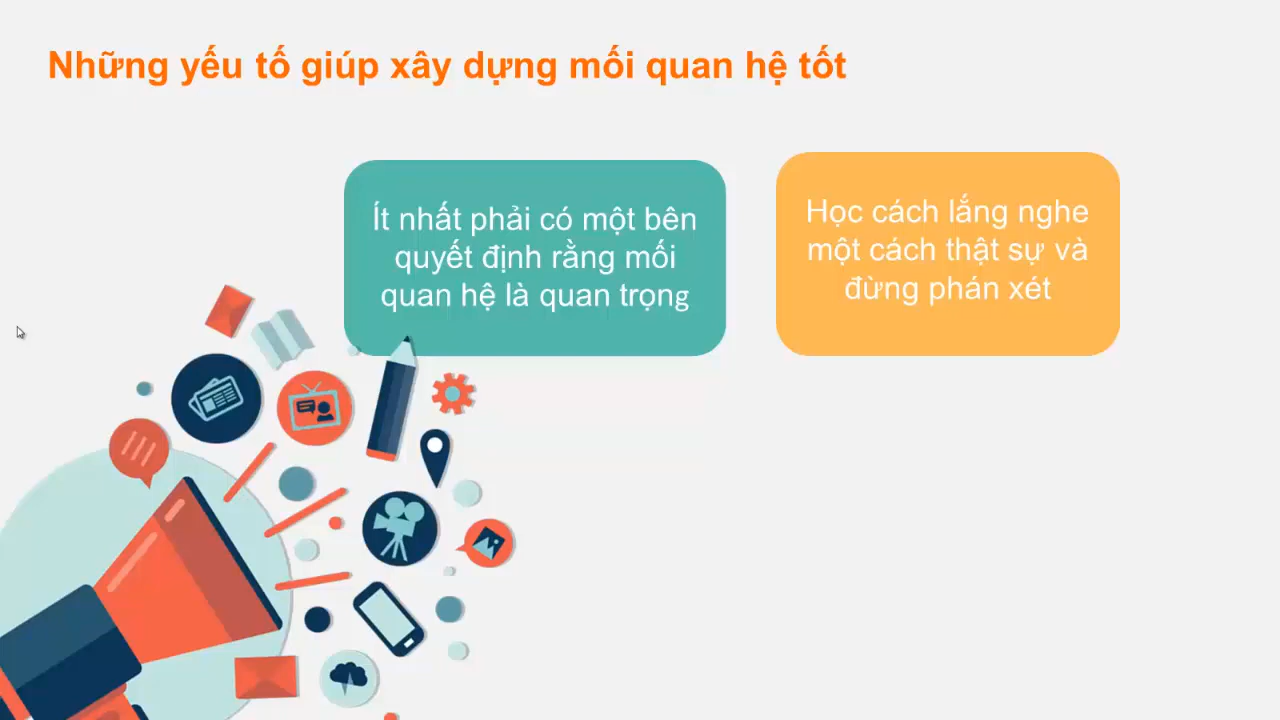 Những yếu tố giúp xây dựng mối quan hệ tốt
Ít nhất phải có một bên
quyết định rằng mối
quan hệ là quan trọng
Học cách lắng nghe
một cách thật sự và
đừng phán xét